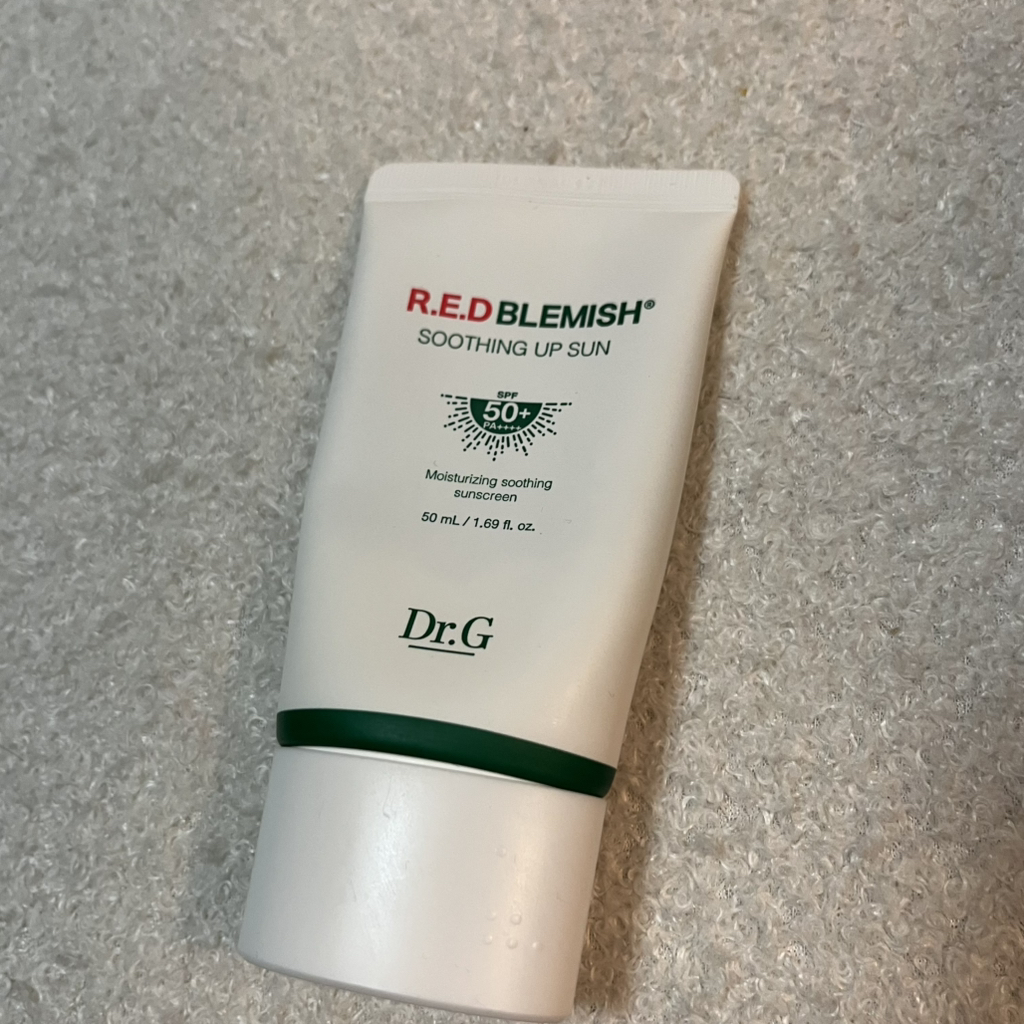 R.E.D BLEMISH®
SOOTHING UP SUN
SPF
50+
PA++++
Moisturizing soothing
sunscreen
50 mL / 1.69 fl. oz.
Dr.G